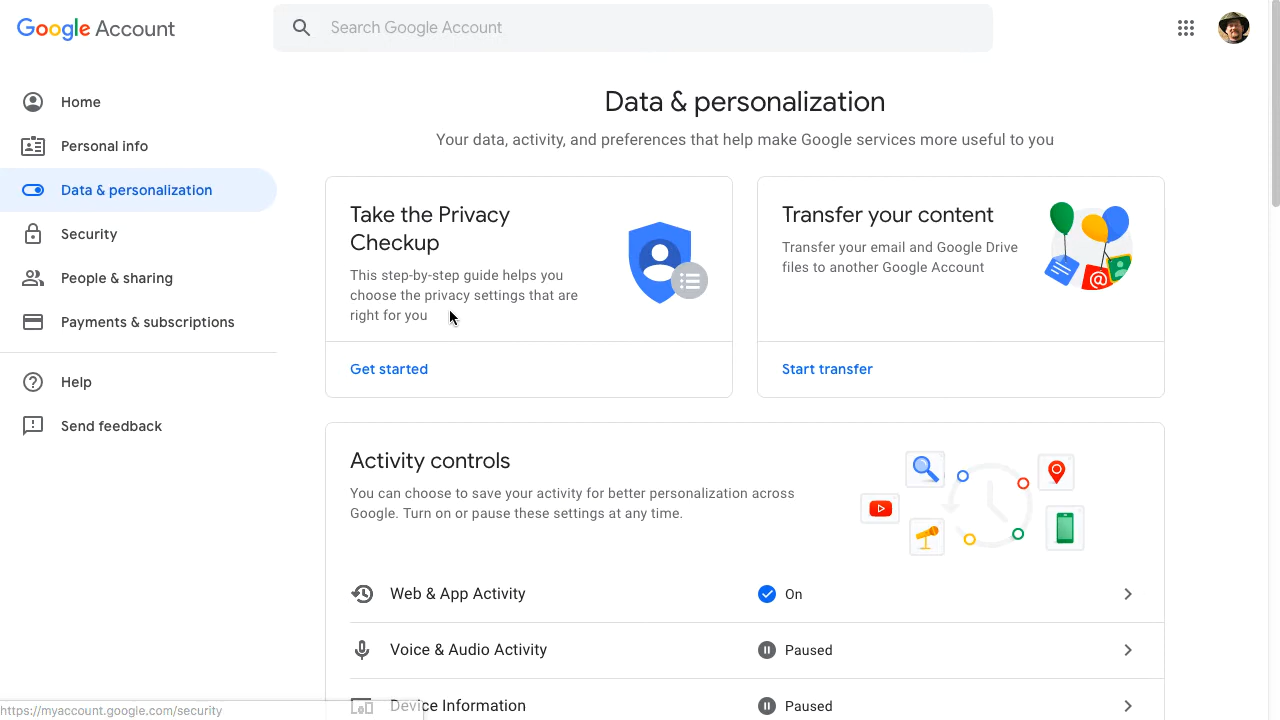 Google Account
Search Google Account
Home
Personal info
Data & personalization
Security
People & sharing
Payments & subscriptions
Help
Send feedback
Data & personalization
Your data, activity, and preferences that help make Google services more useful to you
Take the Privacy
Checkup
This step-by-step guide helps you
choose the privacy settings that are
right for you
Get started
Transfer your content
Transfer your email and Google Drive
files to another Google Account
Start transfer
Activity controls
You can choose to save your activity for better personalization across
Google. Turn on or pause these settings at any time.
Web & App Activity
On
Voice & Audio Activity
Paused
Device Information
Paused
https://myaccount.google.com/security